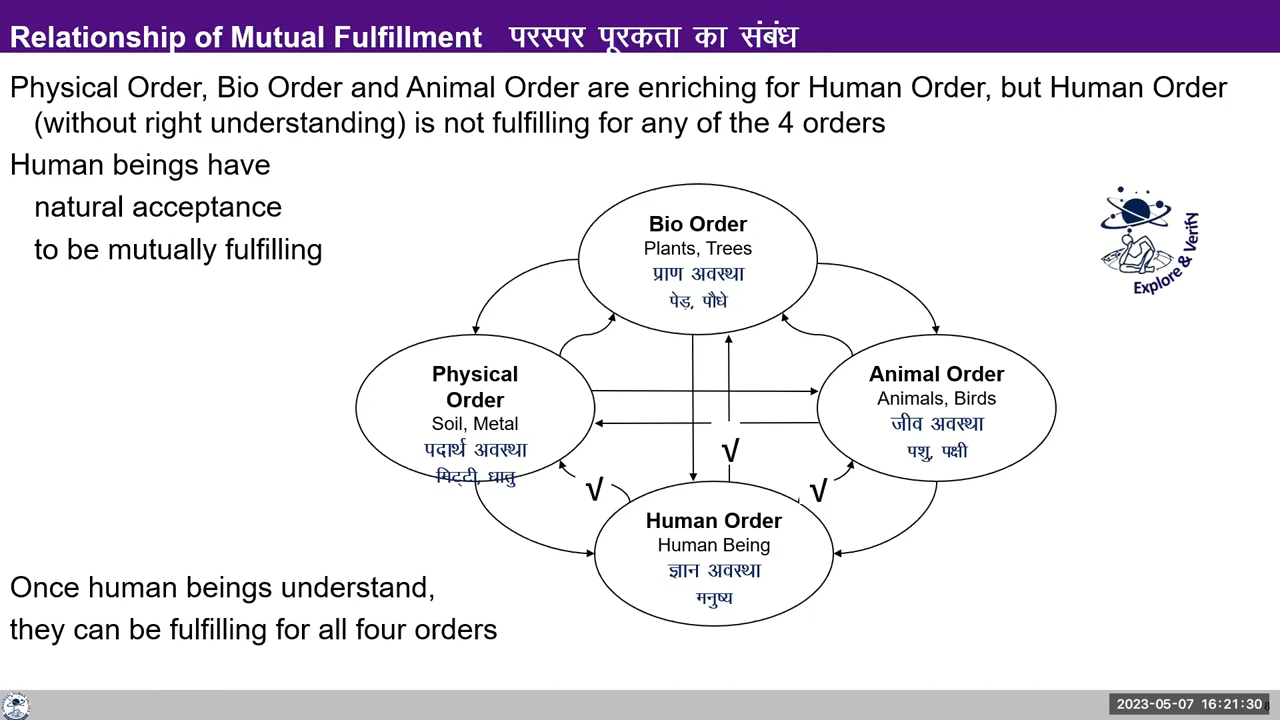 Relationship of Mutual Fulfillment परस्पर पूरकता का संबंध
Physical Order, Bio Order and Animal Order are enriching for Human Order, but Human Order
(without right understanding) is not fulfilling for any of the 4 orders
Human beings have
natural acceptance
to be mutually fulfilling
Bio Order
Plants, Trees
प्राण अवस्था
पेड़, पौधे
Explore & Verify
Physical
Order
Soil, Metal
पदार्थ अवस्था
मिट्टी, धातु
Animal Order
Animals, Birds
जीव अवस्था
पशु, पक्षी
√
√
√
Human Order
Human Being
ज्ञान अवस्था
मनुष्य
Once human beings understand,
they can be fulfilling for all four orders
2023-05-07 16:21:30
8